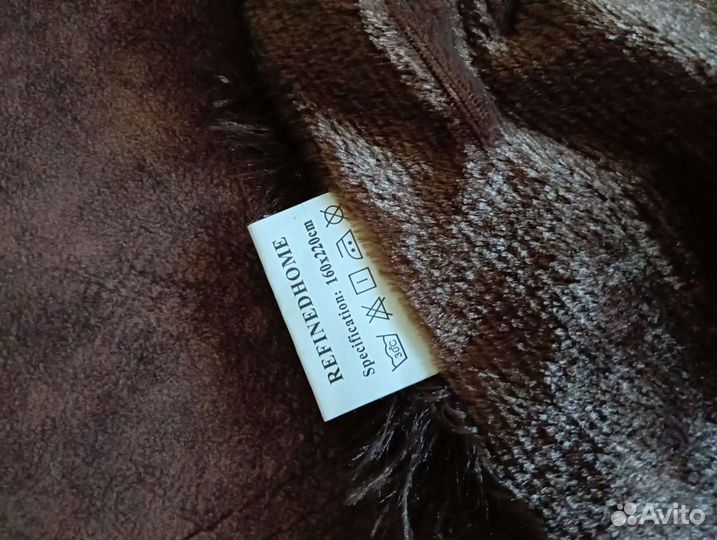 REFINEDHOME
Specification: 160x220cm
30C
Avito